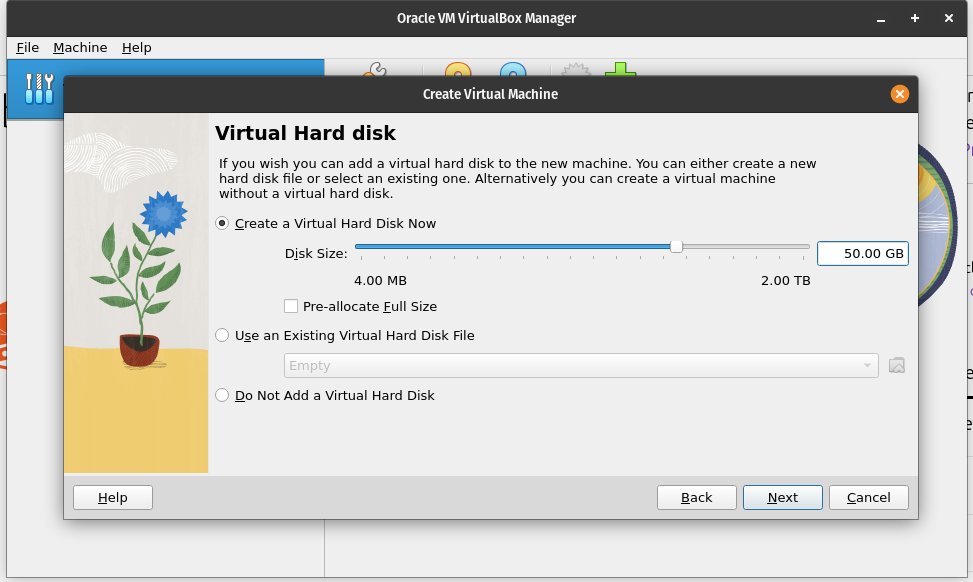 Oracle VM VirtualBox Manager
File Machine Help
Create Virtual Machine
Virtual Hard disk
If you wish you can add a virtual hard disk to the new machine. You can either create a new
hard disk file or select an existing one. Alternatively you can create a virtual machine
without a virtual hard disk.
Create a Virtual Hard Disk Now
Disk Size: 50.00 GB
4.00 MB 2.00 TB
Pre-allocate Full Size
Use an Existing Virtual Hard Disk File
Empty
Do Not Add a Virtual Hard Disk
Help Back Next Cancel